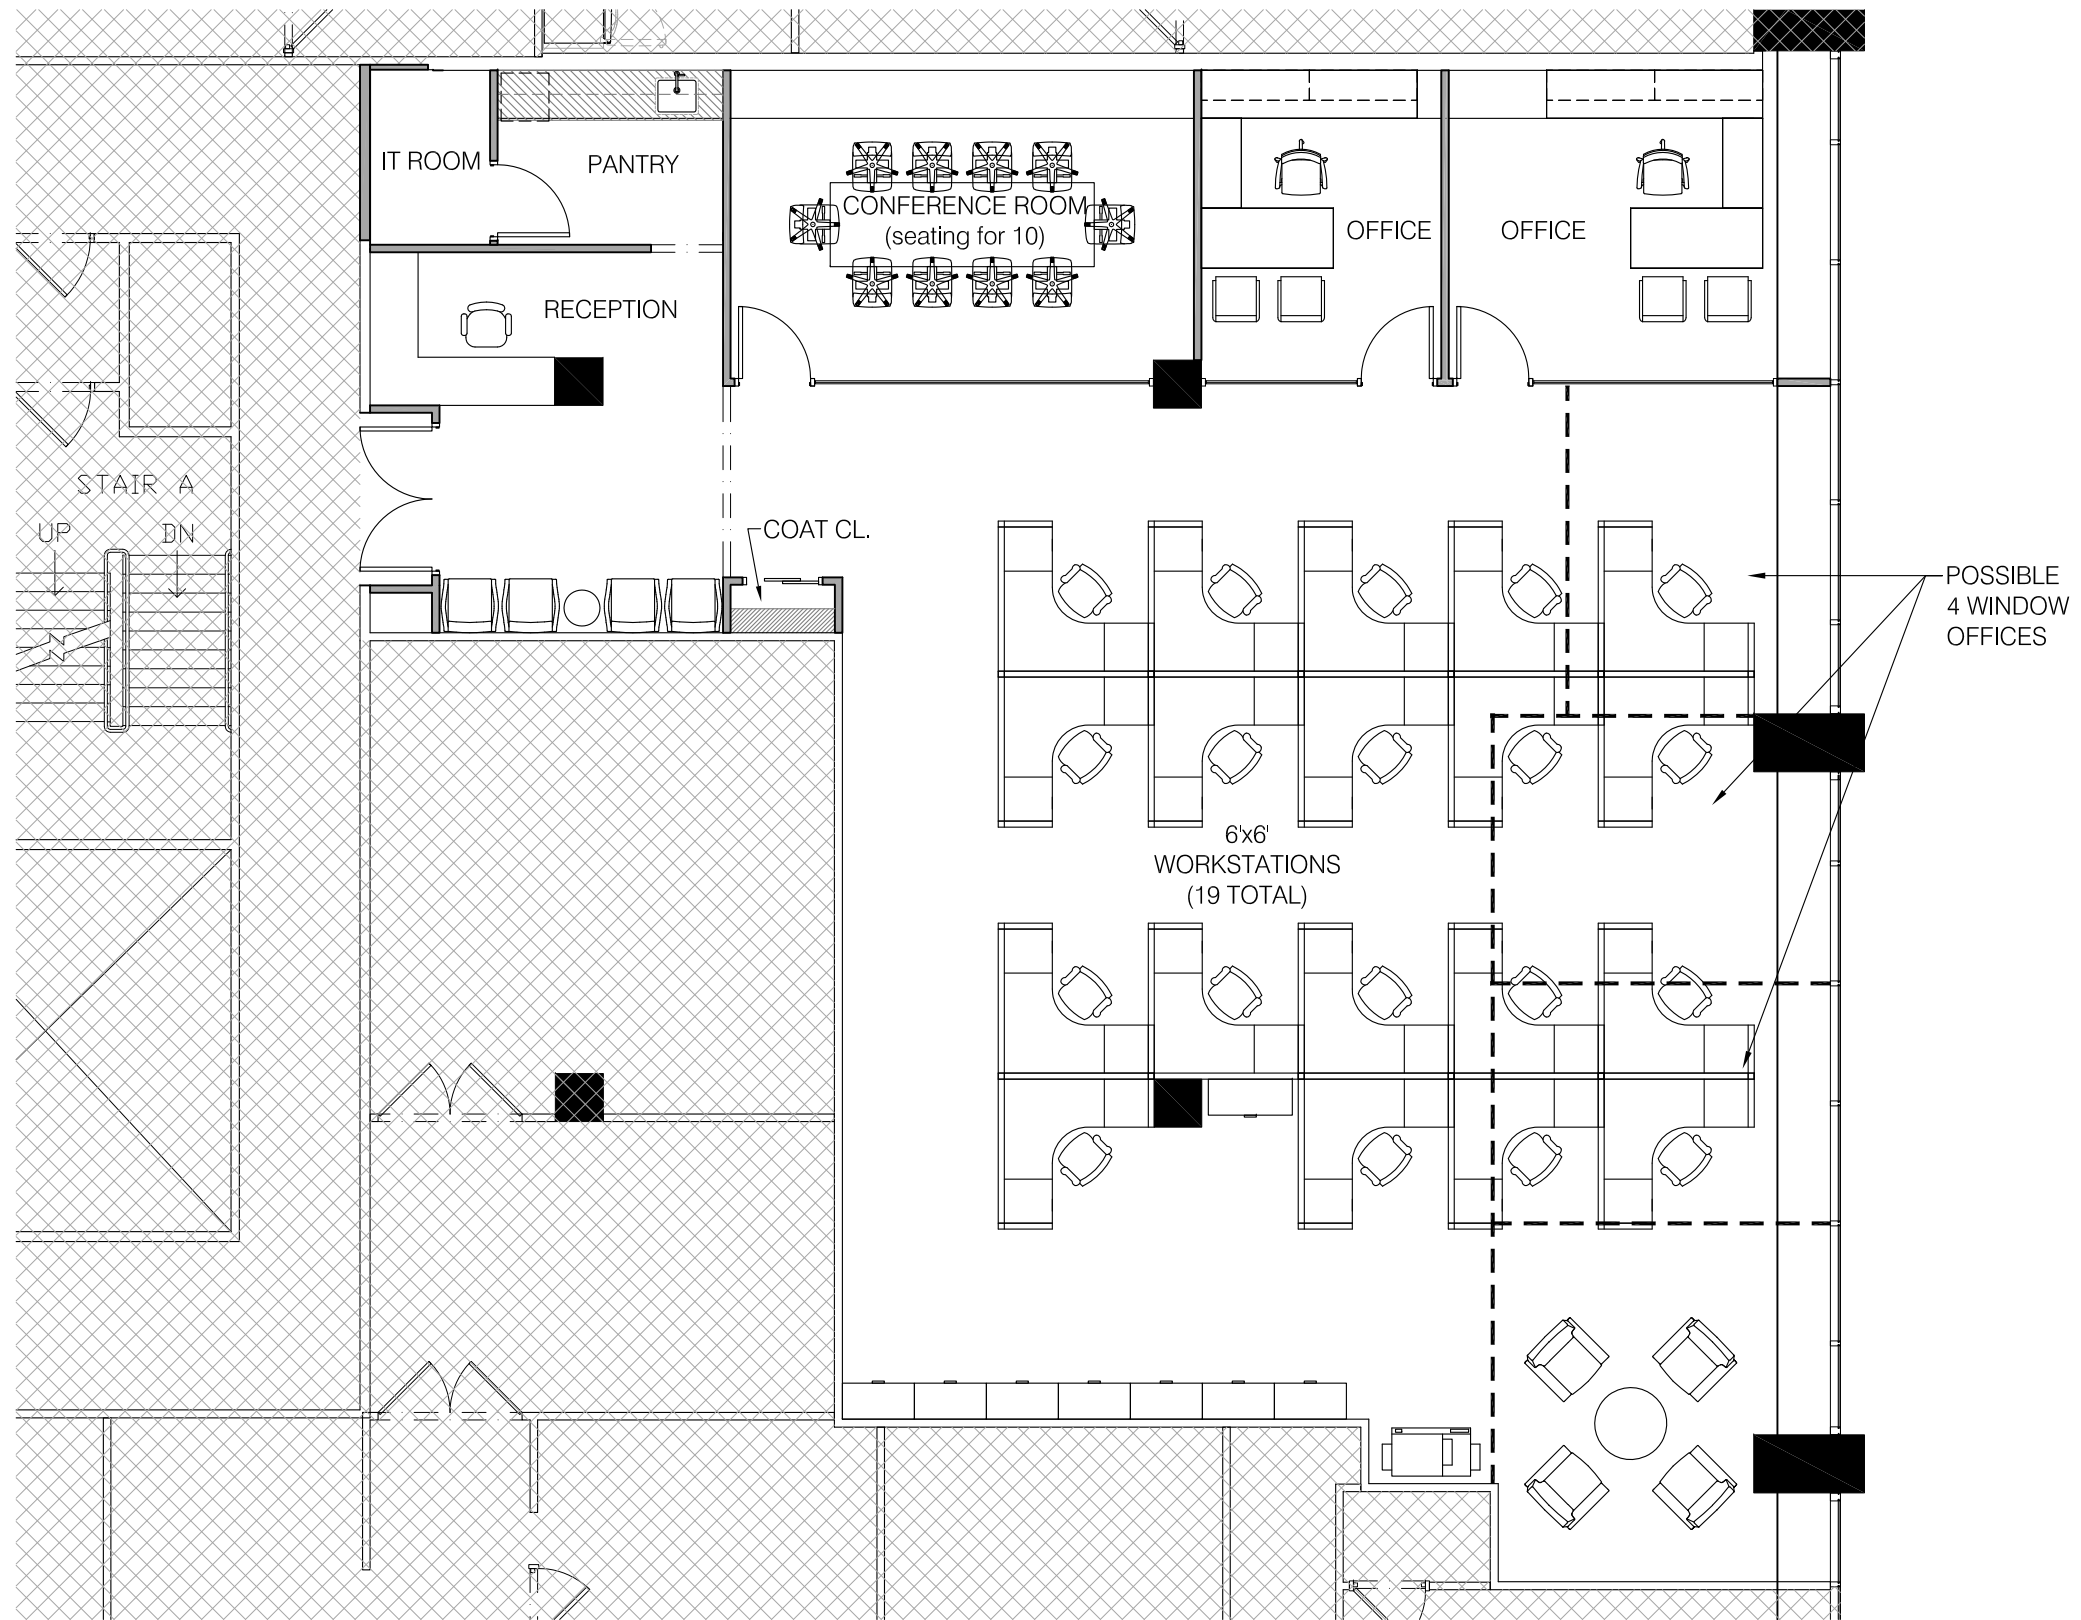 IT ROOM
PANTRY
CONFERENCE ROOM
(seating for 10)
OFFICE
OFFICE
RECEPTION
STAIR A
UP
DN
COAT CL.
POSSIBLE
4 WINDOW
OFFICES
6'x6'
WORKSTATIONS
(19 TOTAL)